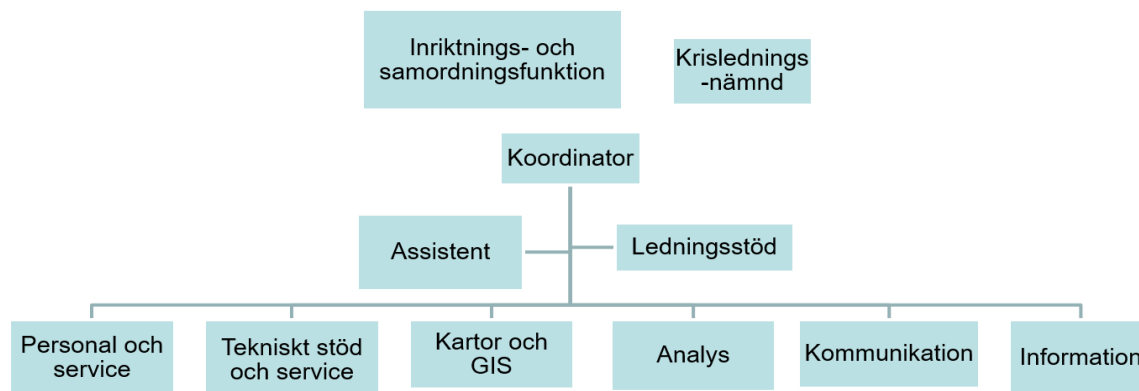 Inriktnings- och
samordningsfunktion
Krislednings
-nämnd
Koordinator
Assistent
Ledningsstöd
Personal och
service
Tekniskt stöd
och service
Kartor och
GIS
Analys
Kommunikation
Information